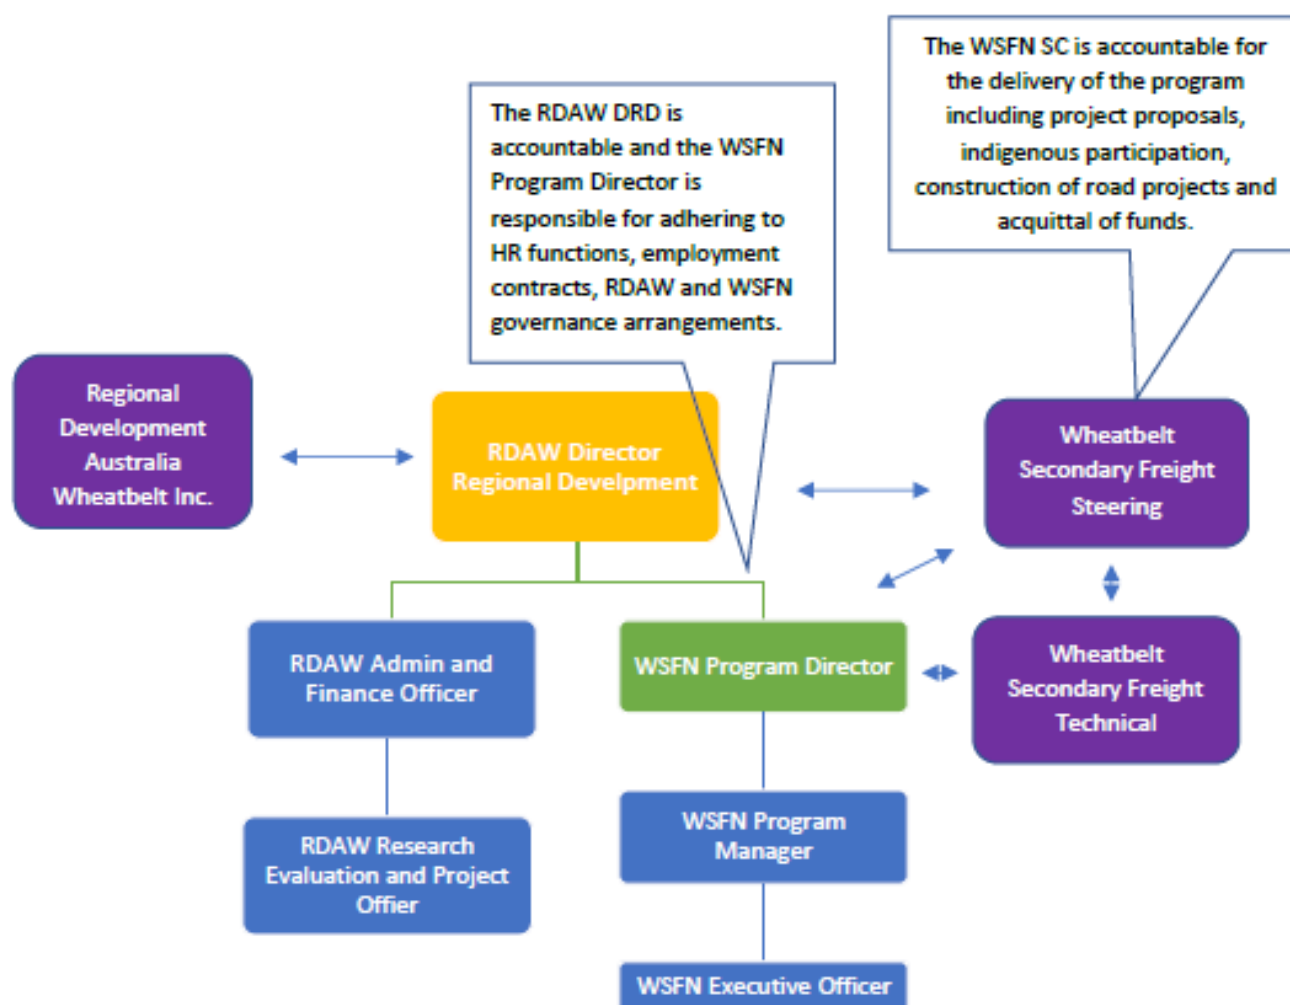 The WSFN SC is accountable for
the delivery of the program
including project proposals,
indigenous participation,
construction of road projects and
acquittal of funds.
The RDAW DRD is
accountable and the WSFN
Program Director is
responsible for adhering to
HR functions, employment
contracts, RDAW and WSFN
governance arrangements.
Regional
Development
Australia
Wheatbelt Inc.
RDAW Director
Regional Develpment
Wheatbelt
Secondary Freight
Steering
RDAW Admin and
Finance Officer
WSFN Program Director
Wheatbelt
Secondary Freight
Technical
RDAW Research
Evaluation and Project
Offier
WSFN Program
Manager
WSFN Executive Officer